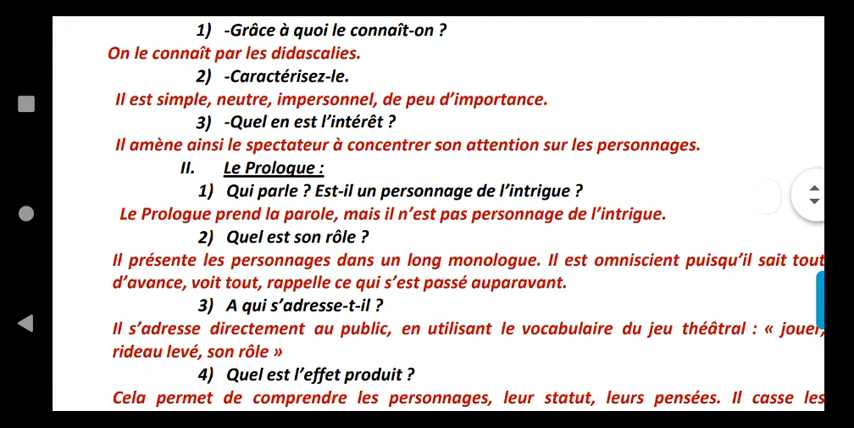 1) -Grâce à quoi le connaît-on ?
On le connaît par les didascalies.
2) -Caractérisez-le.
Il est simple, neutre, impersonnel, de peu d’importance.
3) -Quel en est l’intérêt ?
Il amène ainsi le spectateur à concentrer son attention sur les personnages.
II. Le Prologue :
1) Qui parle ? Est-il un personnage de l’intrigue ?
Le Prologue prend la parole, mais il n’est pas personnage de l’intrigue.
2) Quel est son rôle ?
Il présente les personnages dans un long monologue. Il est omniscient puisqu’il sait tout
d’avance, voit tout, rappelle ce qui s’est passé auparavant.
3) A qui s’adresse-t-il ?
Il s’adresse directement au public, en utilisant le vocabulaire du jeu théâtral : « jouer,
rideau levé, son rôle »
4) Quel est l’effet produit ?
Cela permet de comprendre les personnages, leur statut, leurs pensées. Il casse les